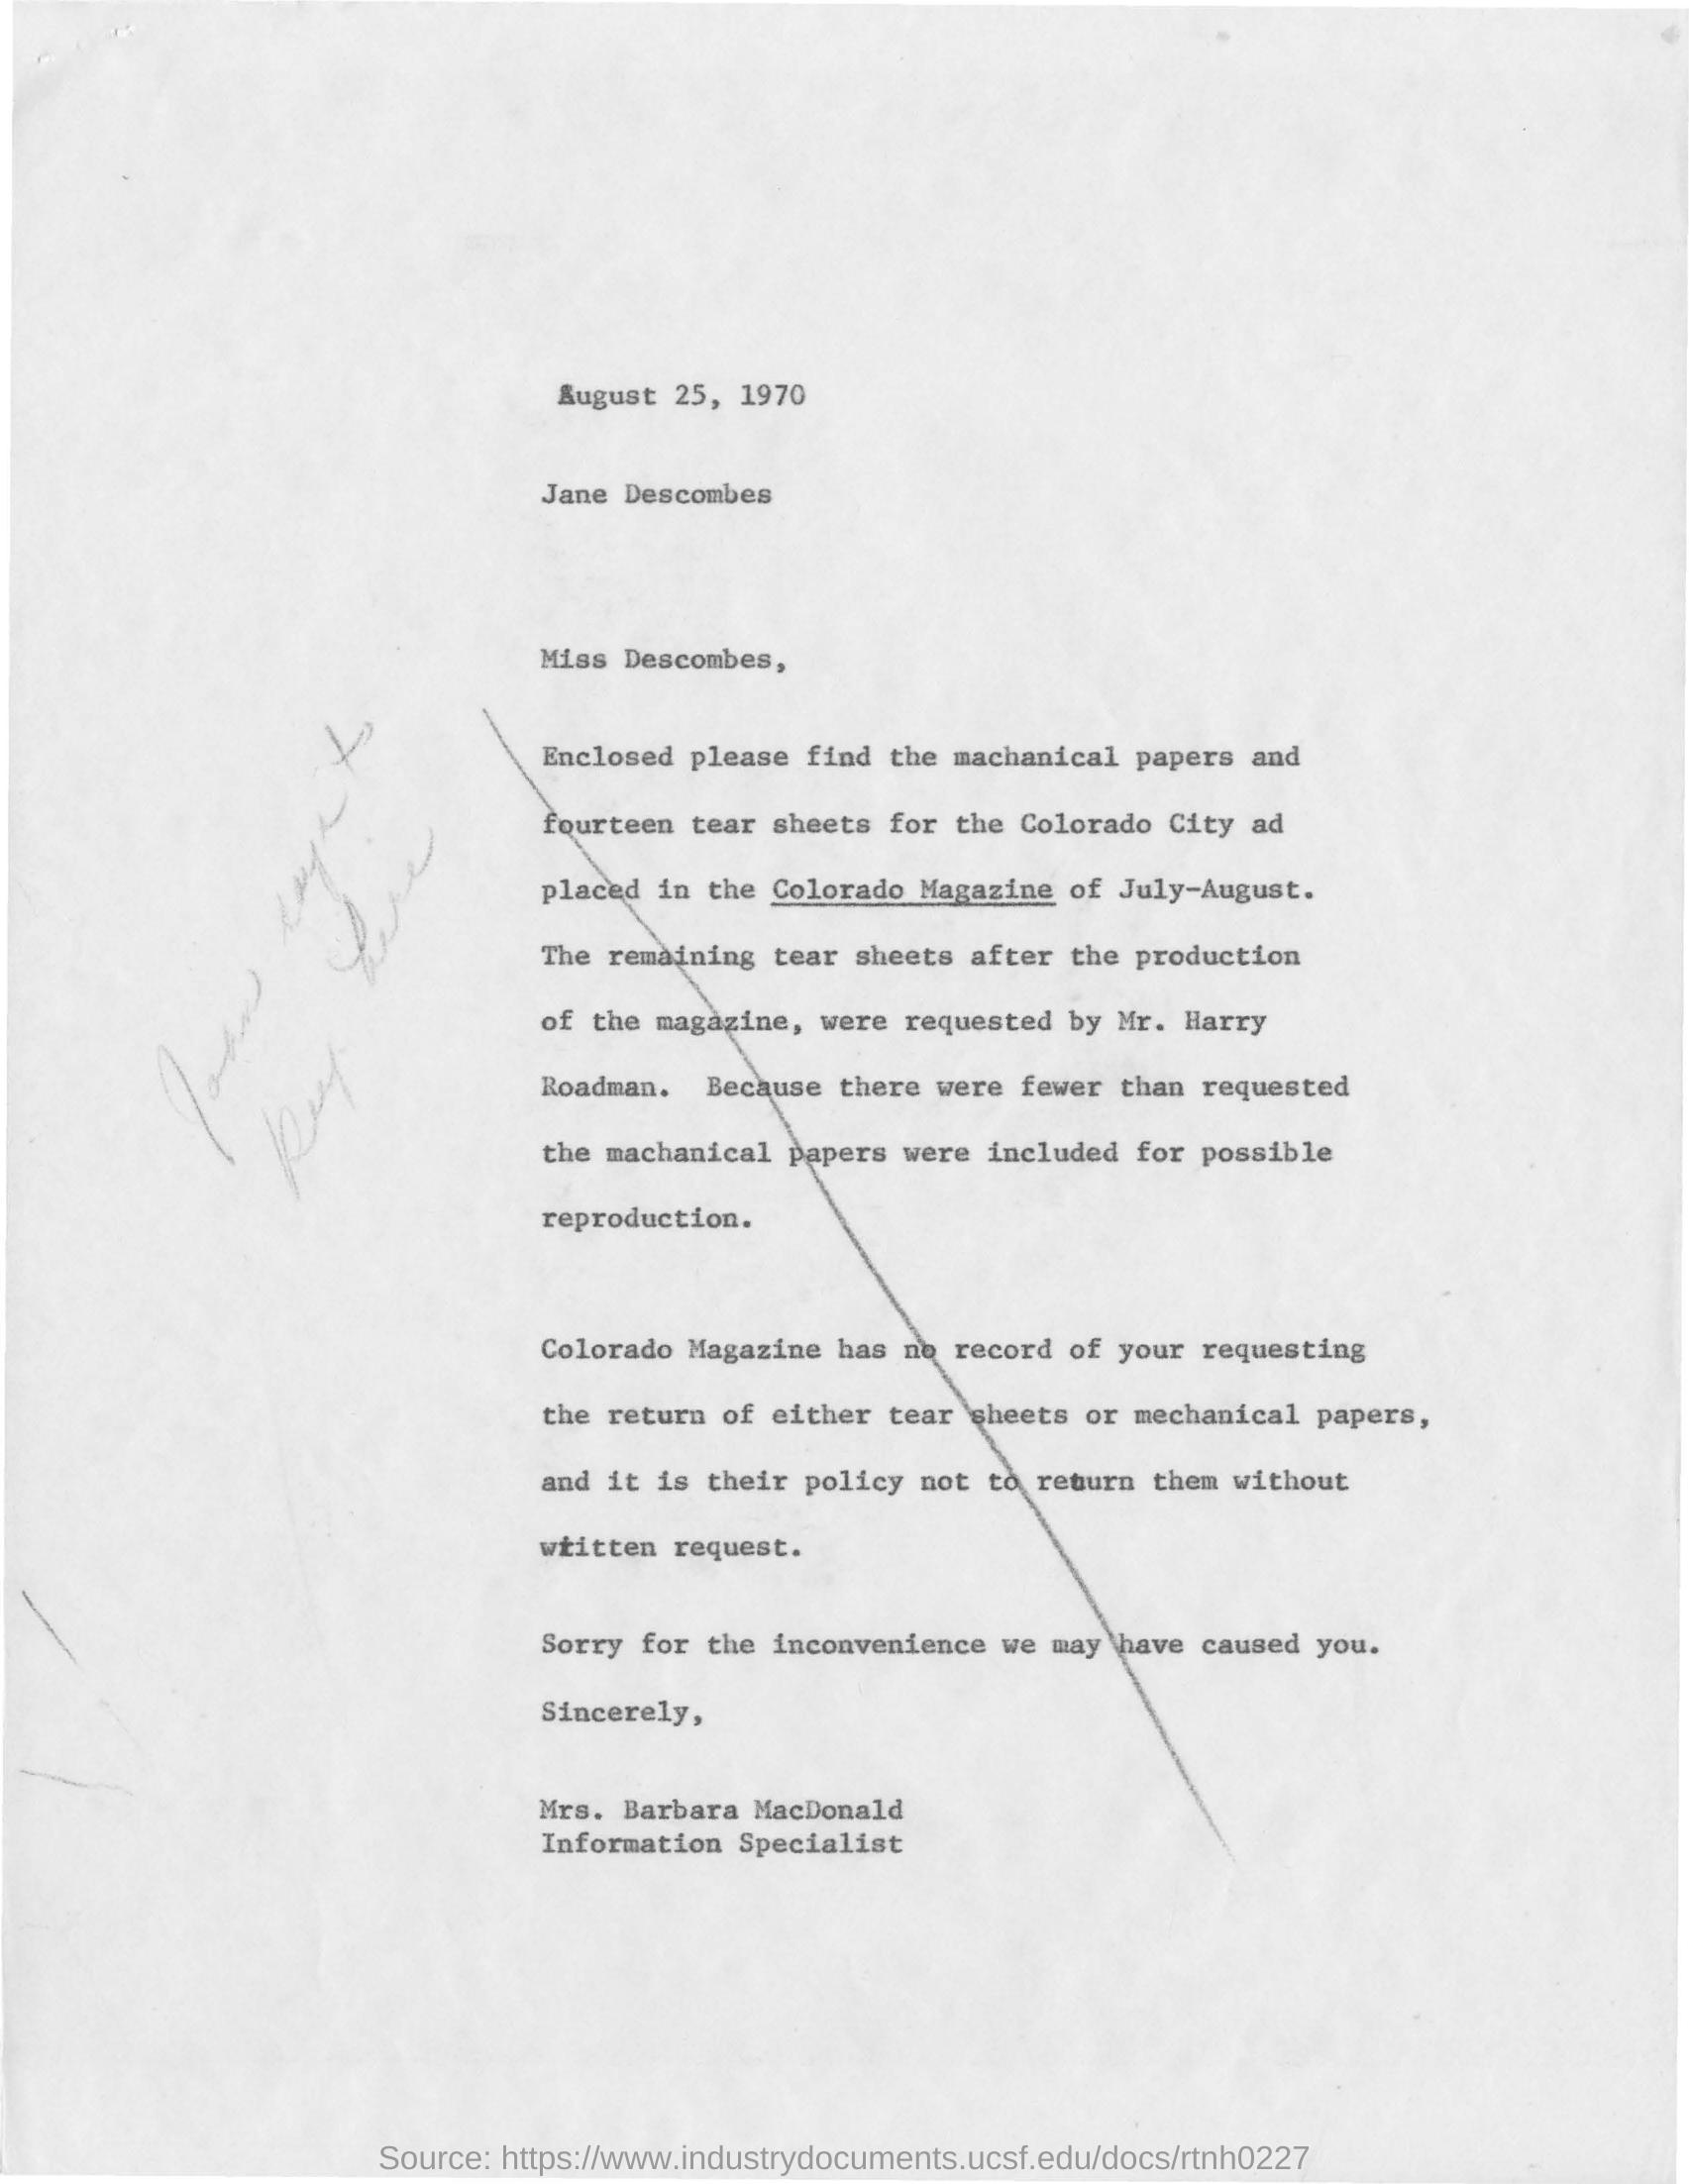 August 25, 1970
Jane Descombes
Miss Descombes,
Enclosed please find the machanical papers and
fourteen tear sheets for the Colorado City ad
placed in the Colorado Magazine of July-August.
The remaining tear sheets after the production
of the magazine, were requested by Mr. Harry
Roadman. Because there were fewer than requested
the machanical papers were included for possible
reproduction.
Colorado Magazine has no record of your requesting
the return of either tear sheets or mechanical papers,
and it is their policy not to return them without
written request.
Sorry for the inconvenience we may have caused you.
Sincerely,
Mrs. Barbara MacDonald
Information Specialist
Source: https://www.industrydocuments.ucsf.edu/docs/rtnh0227